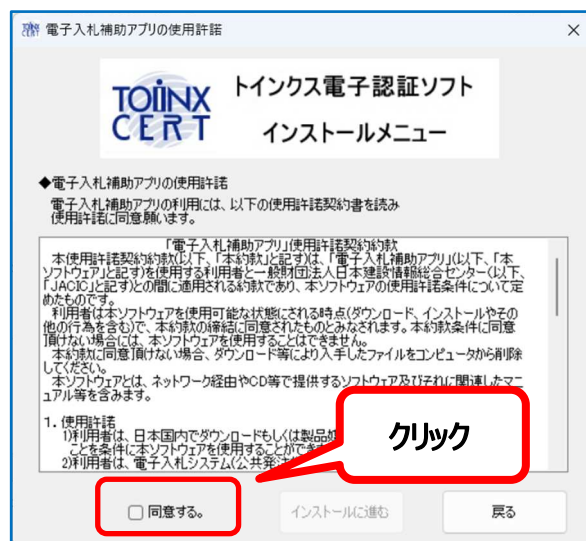 電子入札補助アプリの使用許諾
TOiNX
CERT
トインクス電子認証ソフト
インストールメニュー
◆電子入札補助アプリの使用許諾
電子入札補助アプリの利用には、以下の使用許諾契約書を読み
使用許諾に同意願います。
「電子入札補助アプリ」使用許諾契約約款
本使用許諾契約約款(以下、「本約款」と記す)は、「電子入札補助アプリ」(以下、「本
ソフトウェア」と記す)を使用する利用者と一般財団法人日本建設情報総合センター(以下、
「JACIC」と記す)との間に適用される約款であり、本ソフトウェアの使用許諾条件について定
めたものです。
利用者は本ソフトウェアを使用可能な状態にされる時点(ダウンロード、インストールやその
他の行為を含む)で、本約款の締結に同意されたものとみなされます。本約款条件に同意
頂けない場合には、本ソフトウェアを使用することはできません。
本約款に同意頂けない場合、ダウンロード等により入手したファイルをコンピュータから削除
してください。
本ソフトウェアとは、ネットワーク経由やCD等で提供するソフトウェア及びそれに関連したマニ
ュアル等を含みます。
1. 使用許諾
1)利用者は、日本国内でダウンロードもしくは製品
ことを条件に本ソフトウェアを使用することができ
2)利用者は、電子入札システム(公共発
クリック
同意する。
インストールに進む
戻る